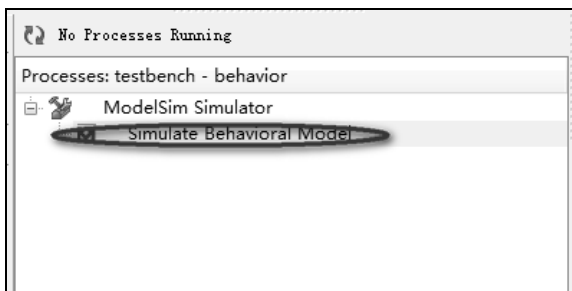 No Processes Running
Processes: testbench - behavior
ModelSim Simulator
Simulate Behavioral Model